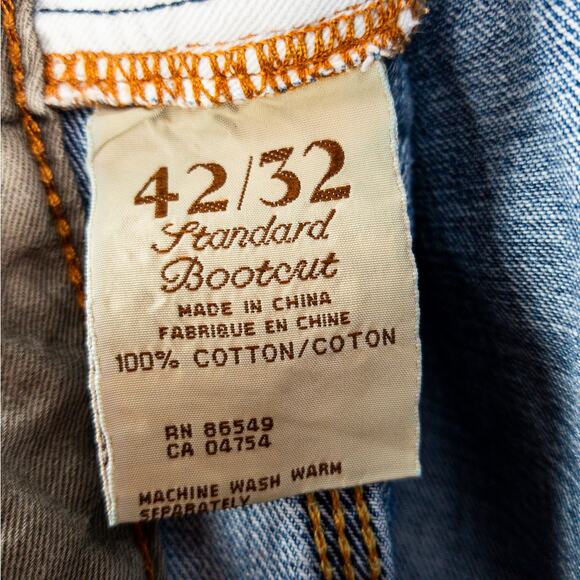 42/32
Standard
Bootcut
MADE IN CHINA
FABRIQUE EN CHINE
100% COTTON/COTON
RN 86549
CA 04754
MACHINE WASH WARM
SEPARATELY